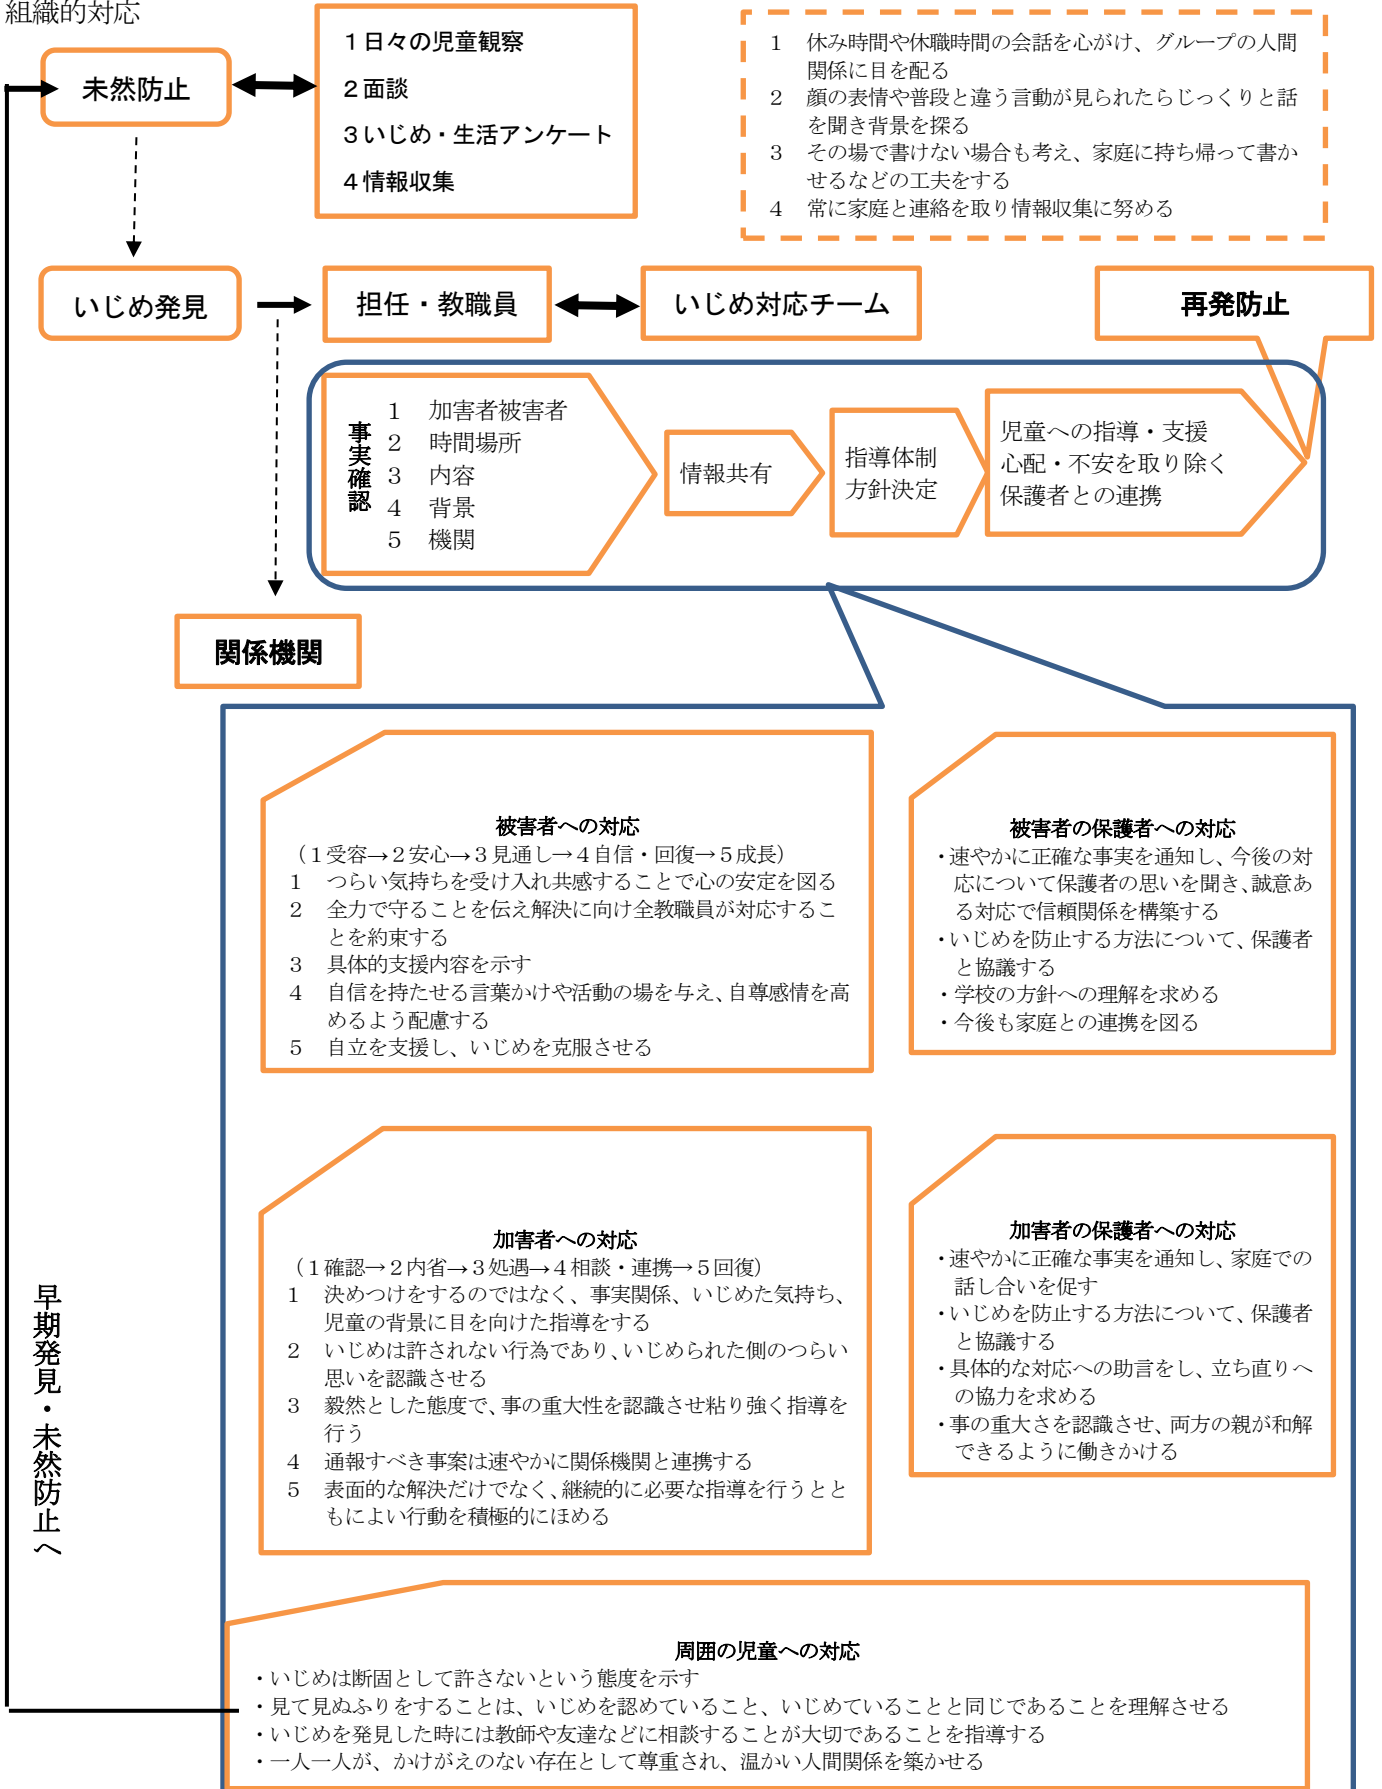 組織的対応
未然防止
1日々の児童観察
2面談
3いじめ・生活アンケート
4情報収集
1 休み時間や休職時間の会話を心がけ、グループの人間
関係に目を配る
2 顔の表情や普段と違う言動が見られたらじっくりと話
を聞き背景を探る
3 その場で書けない場合も考え、家庭に持ち帰って書か
せるなどの工夫をする
4 常に家庭と連絡を取り情報収集に努める
いじめ発見
担任・教職員
いじめ対応チーム
再発防止
事実確認
1 加害者被害者
2 時間場所
3 内容
4 背景
5 機関
情報共有
指導体制
方針決定
児童への指導・支援
心配・不安を取り除く
保護者との連携
関係機関
被害者への対応
(1受容→2安心→3見通し→4自信・回復→5成長)
1 つらい気持ちを受け入れ共感することで心の安定を図る
2 全力で守ることを伝え解決に向け全教職員が対応するこ
とを約束する
3 具体的支援内容を示す
4 自信を持たせる言葉かけや活動の場を与え、自尊感情を高
めるよう配慮する
5 自立を支援し、いじめを克服させる
被害者の保護者への対応
・速やかに正確な事実を通知し、今後の対
応について保護者の思いを聞き、誠意あ
る対応で信頼関係を構築する
・いじめを防止する方法について、保護者
と協議する
・学校の方針への理解を求める
・今後も家庭との連携を図る
加害者への対応
(1確認→2内省→3処遇→4相談・連携→5回復)
1 決めつけをするのではなく、事実関係、いじめた気持ち、
児童の背景に目を向けた指導をする
2 いじめは許されない行為であり、いじめられた側のつらい
思いを認識させる
3 毅然とした態度で、事の重大性を認識させ粘り強く指導を
行う
4 通報すべき事案は速やかに関係機関と連携する
5 表面的な解決だけでなく、継続的に必要な指導を行うとと
もによい行動を積極的にほめる
加害者の保護者への対応
・速やかに正確な事実を通知し、家庭での
話し合いを促す
・いじめを防止する方法について、保護者
と協議する
・具体的な対応への助言をし、立ち直りへ
の協力を求める
・事の重大さを認識させ、両方の親が和解
できるように働きかける
早期発見・未然防止へ
周囲の児童への対応
・いじめは断固として許さないという態度を示す
・見て見ぬふりをすることは、いじめを認めていること、いじめていることと同じであることを理解させる
・いじめを発見した時には教師や友達などに相談することが大切であることを指導する
・一人一人が、かけがえのない存在として尊重され、温かい人間関係を築かせる